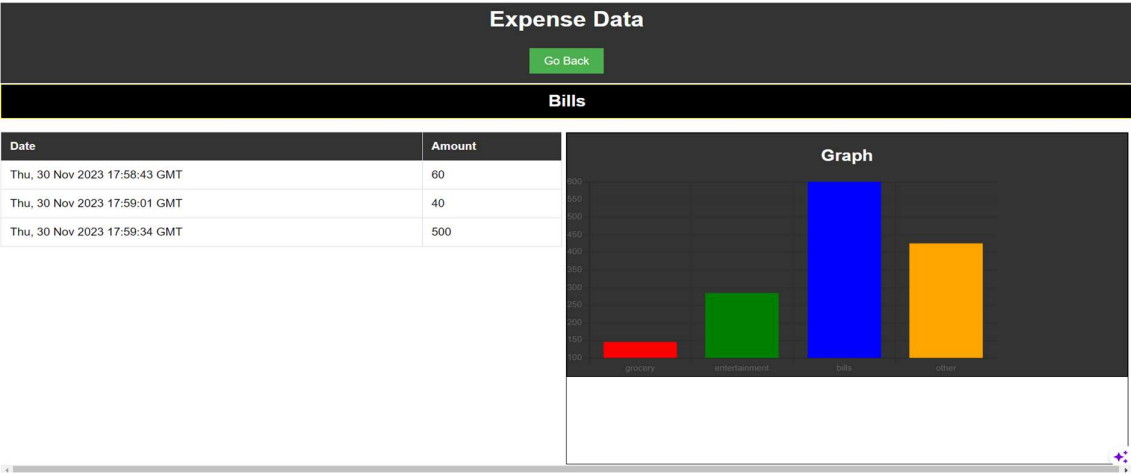 Expense Data
Go Back
Bills
Date Amount
Thu, 30 Nov 2023 17:58:43 GMT 60
Thu, 30 Nov 2023 17:59:01 GMT 40
Thu, 30 Nov 2023 17:59:34 GMT 500
Graph
600
550
500
450
400
350
300
250
200
150
100
grocery entertainment bills other